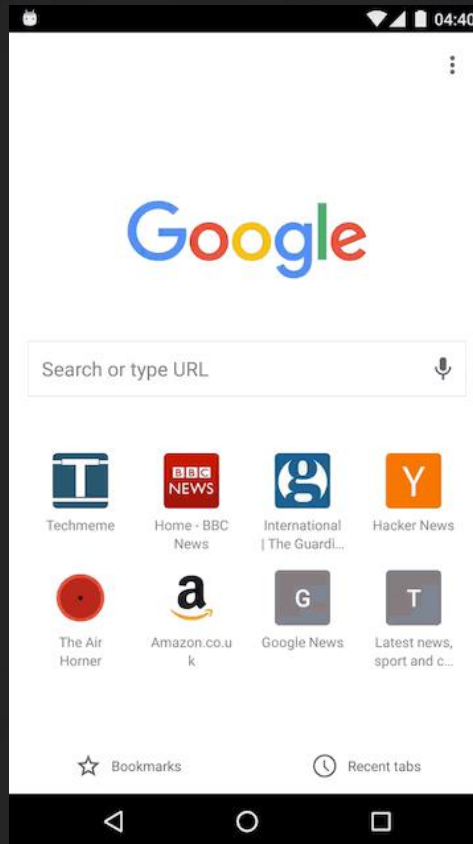 04:40
Google
Search or type URL
T
BBC
NEWS
g
Y
Techmeme
Home - BBC
News
International
| The Guardi...
Hacker News
a
G
T
The Air
Horner
Amazon.co.u
k
Google News
Latest news,
sport and c...
Bookmarks
Recent tabs